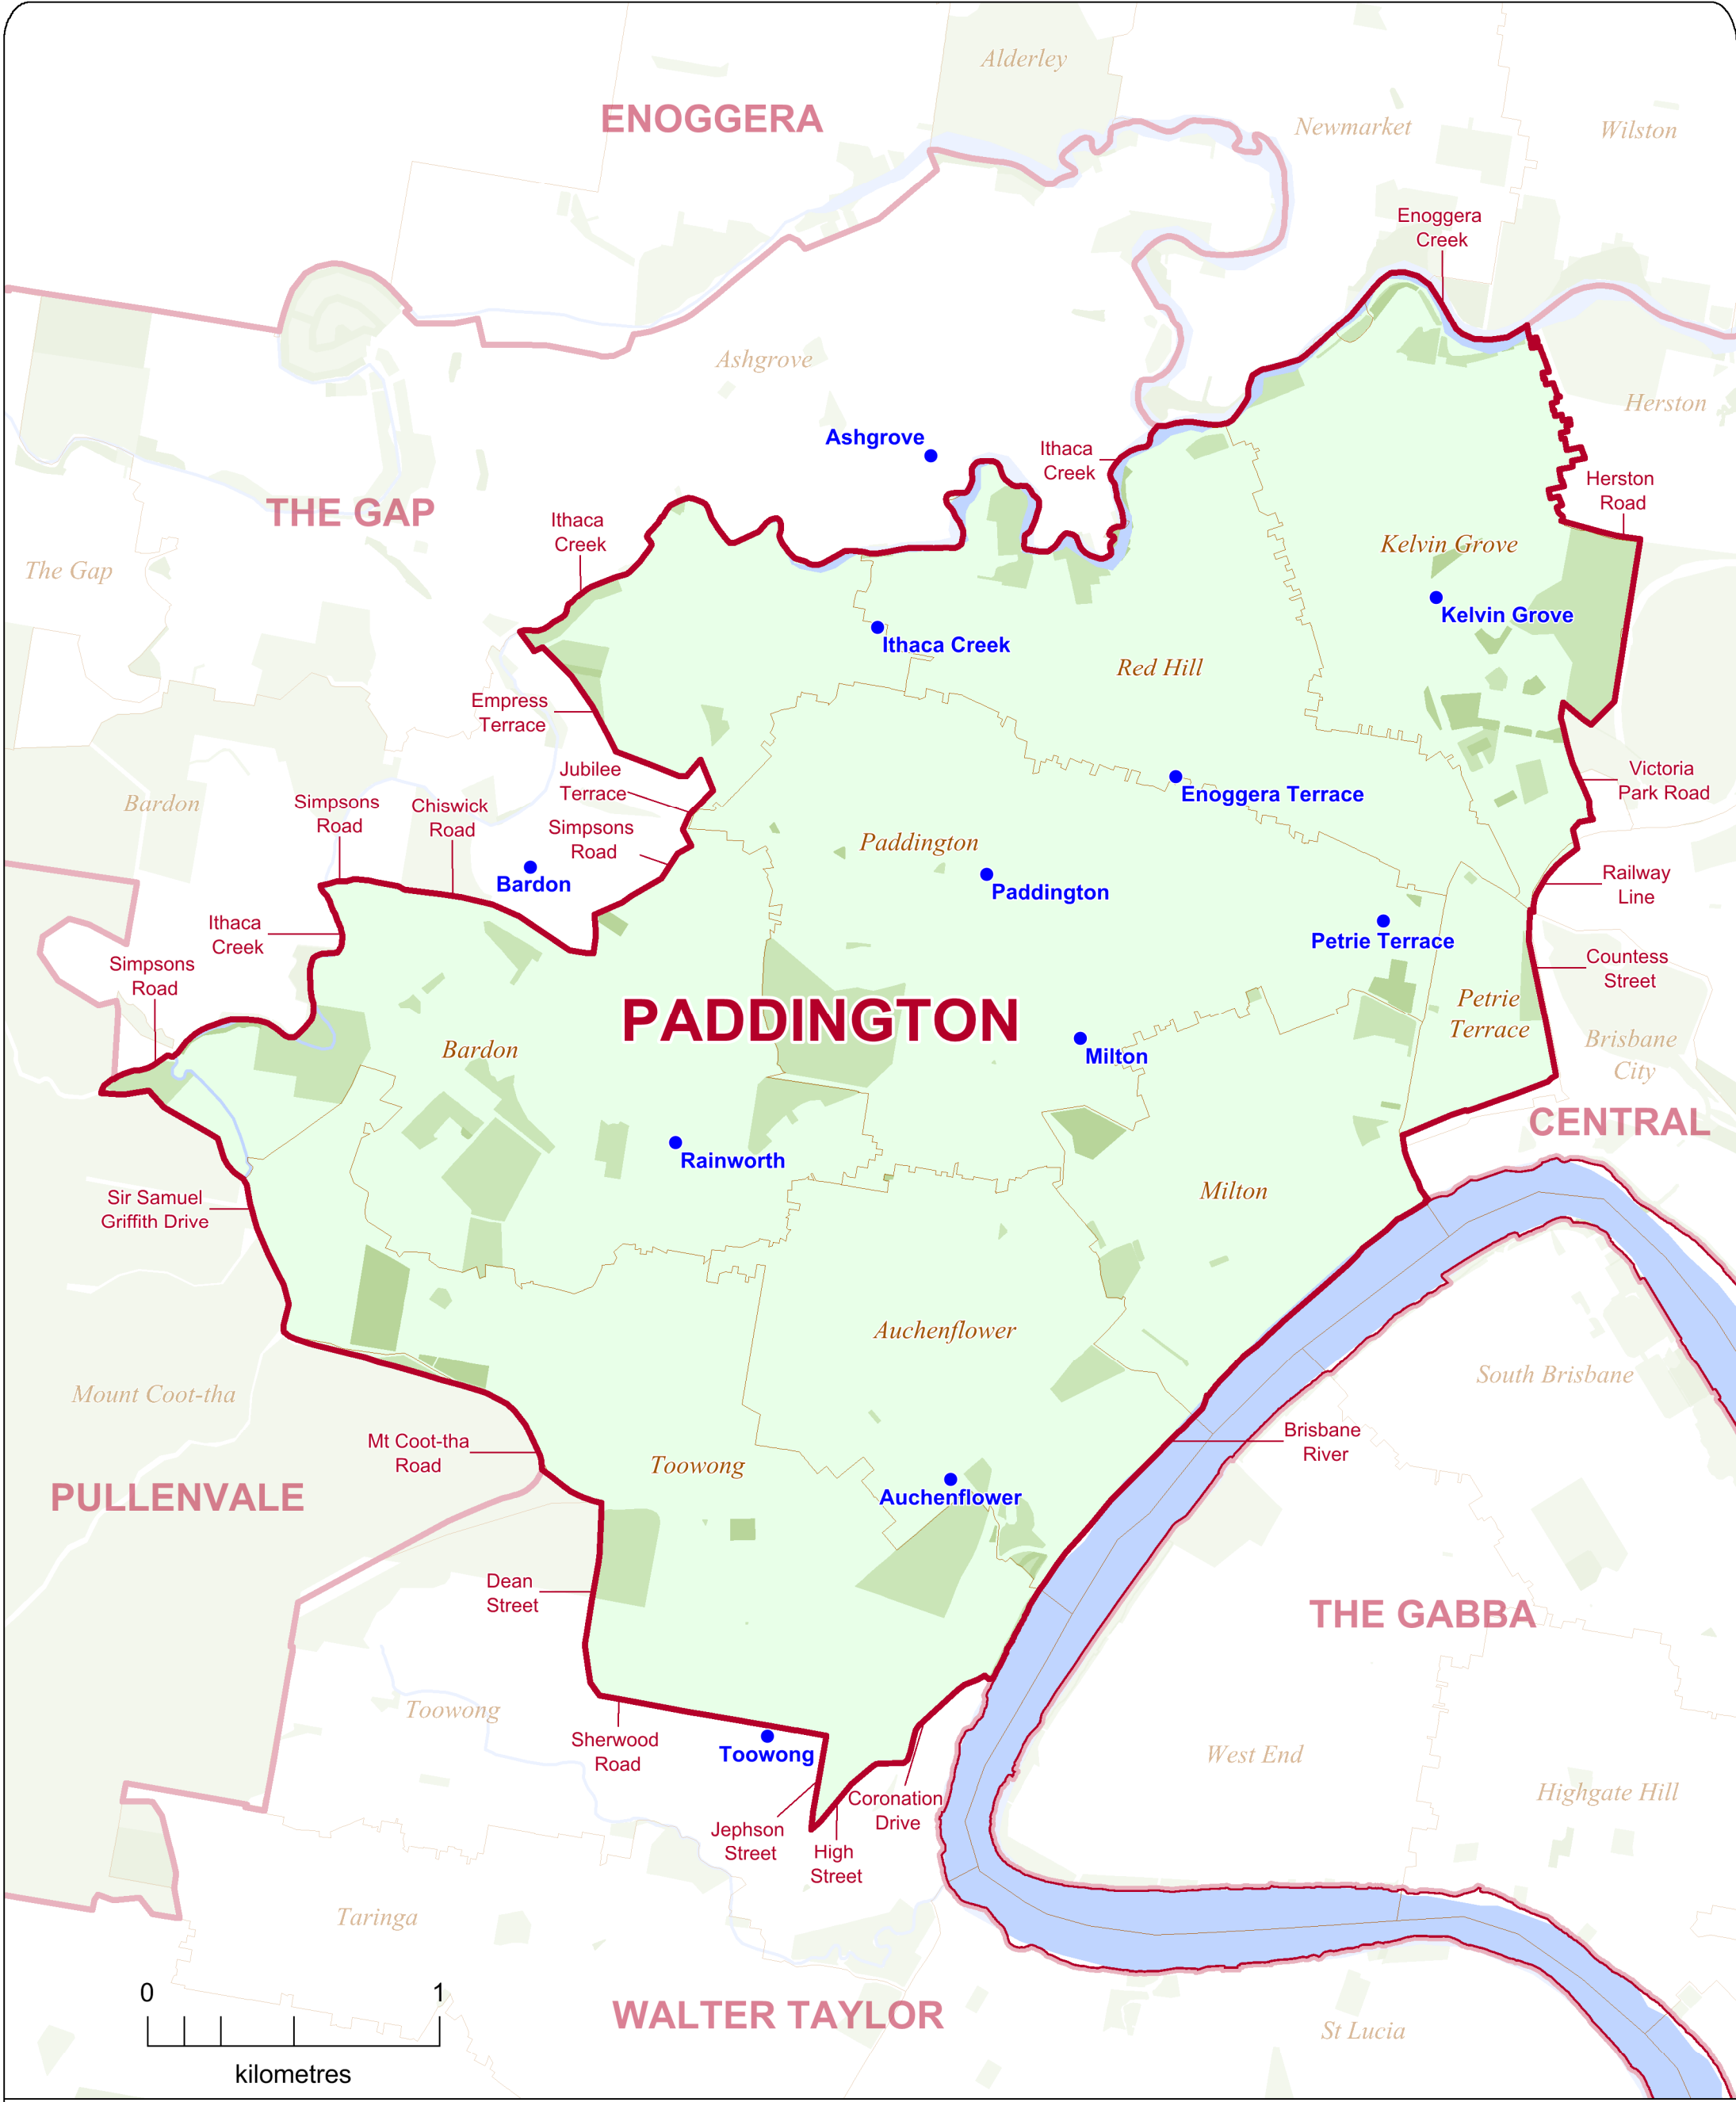 Alderley
ENOGGERA
Newmarket
Wilston
Enoggera
Creek
Ashgrove
Herston
Ashgrove
Ithaca
Creek
Herston
Road
THE GAP
Ithaca
Creek
Kelvin Grove
The Gap
Kelvin Grove
Ithaca Creek
Red Hill
Empress
Terrace
Jubilee
Terrace
Victoria
Park Road
Enoggera Terrace
Bardon
Simpsons
Road
Chiswick
Road
Simpsons
Road
Paddington
Railway
Line
Bardon
Paddington
Ithaca
Creek
Petrie Terrace
Simpsons
Road
Countess
Street
PADDINGTON
Petrie
Terrace
Bardon
Milton
Brisbane
City
CENTRAL
Rainworth
Sir Samuel
Griffith Drive
Milton
Auchenflower
Mount Coot-tha
South Brisbane
Mt Coot-tha
Road
Toowong
Brisbane
River
PULLENVALE
Auchenflower
Dean
Street
THE GABBA
Toowong
Sherwood
Road
Toowong
West End
Highgate Hill
Coronation
Drive
Jephson
Street
High
Street
Taringa
0 1
kilometres
WALTER TAYLOR
St Lucia